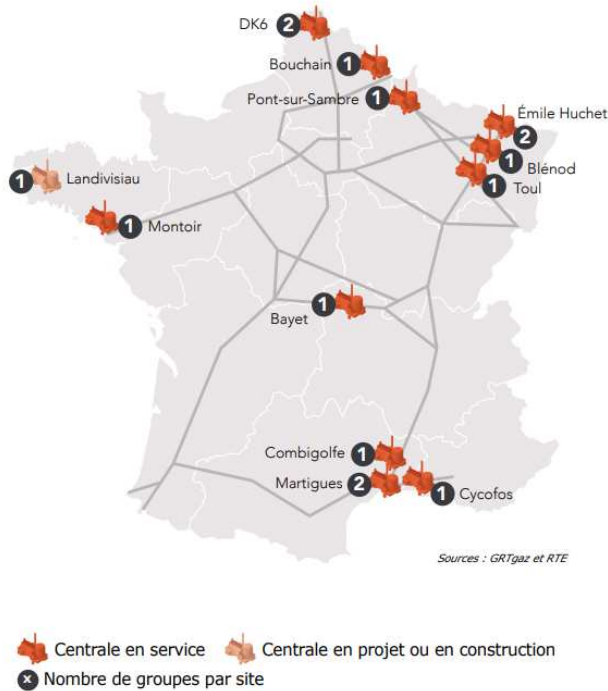 DK6 2
Bouchain 1
Pont-sur-Sambre 1
Émile Huchet
2
1 Blénod
1 Toul
1 Landivisiau
1 Montoir
1
Bayet
Combigolfe 1
Martigues 2
1 Cycofos
Sources : GRTgaz et RTE
Centrale en service Centrale en projet ou en construction
x Nombre de groupes par site